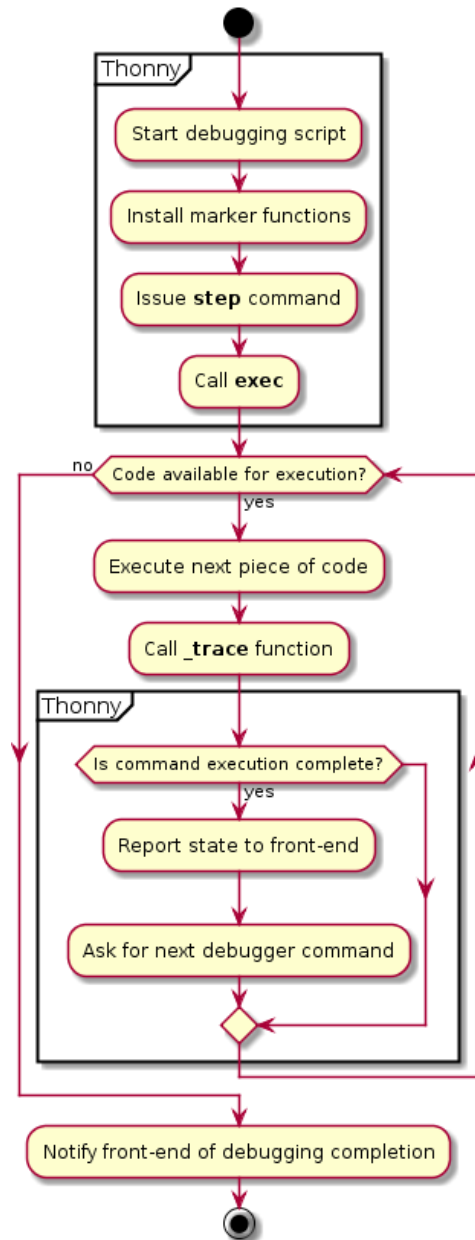 Thonny
Start debugging script
Install marker functions
Issue step command
Call exec
no
Code available for execution?
yes
Execute next piece of code
Call _trace function
Thonny
Is command execution complete?
yes
Report state to front-end
Ask for next debugger command
Notify front-end of debugging completion